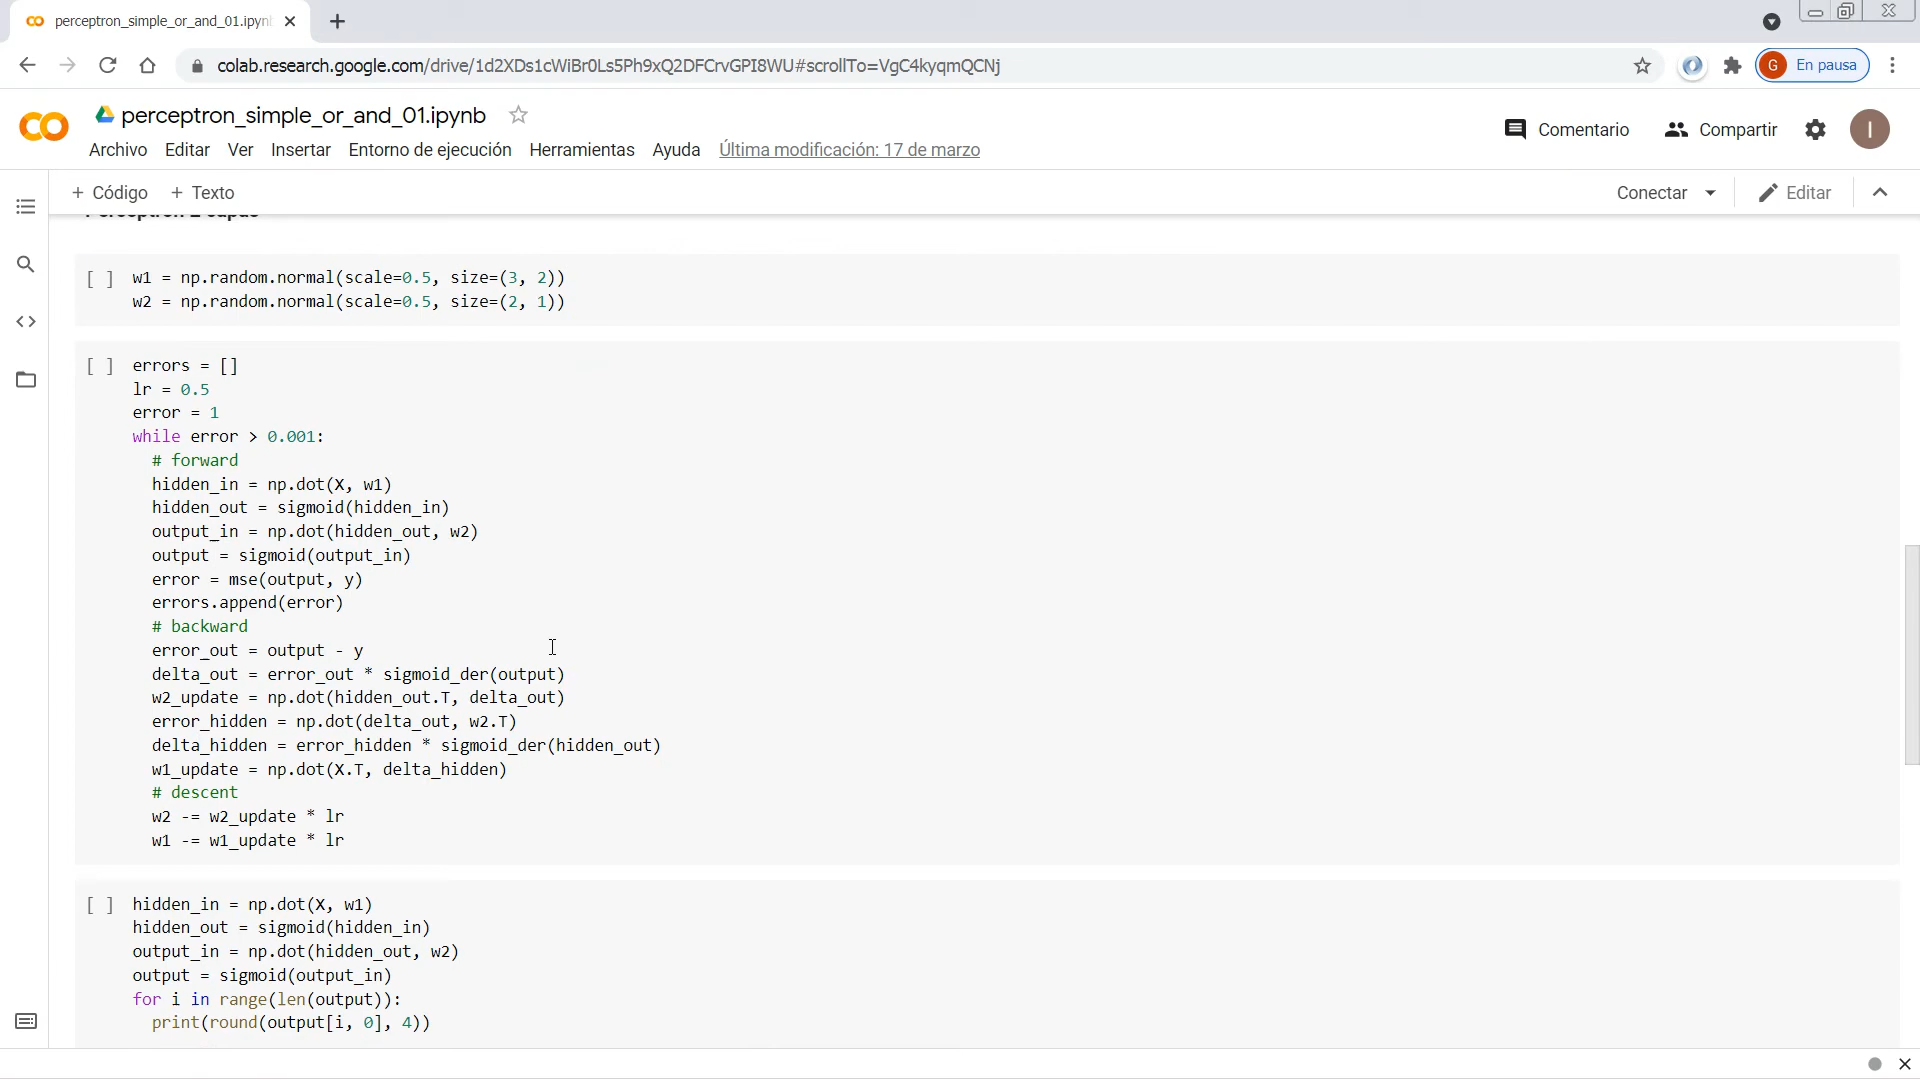 perceptron_simple_or_and_01.ipynb
colab.research.google.com/drive/1d2XDs1cWiBr0Ls5Ph9xQ2DFCrvGPI8WU#scrollTo=VgC4kyqmQCNj
G En pausa
perceptron_simple_or_and_01.ipynb
Comentario Compartir I
Archivo Editar Ver Insertar Entorno de ejecución Herramientas Ayuda Última modificación: 17 de marzo
+ Código + Texto Conectar Editar
Perceptron 2 capas
[ ] w1 = np.random.normal(scale=0.5, size=(3, 2))
w2 = np.random.normal(scale=0.5, size=(2, 1))
[ ] errors = []
lr = 0.5
error = 1
while error > 0.001:
# forward
hidden_in = np.dot(X, w1)
hidden_out = sigmoid(hidden_in)
output_in = np.dot(hidden_out, w2)
output = sigmoid(output_in)
error = mse(output, y)
errors.append(error)
# backward
error_out = output - y
delta_out = error_out * sigmoid_der(output)
w2_update = np.dot(hidden_out.T, delta_out)
error_hidden = np.dot(delta_out, w2.T)
delta_hidden = error_hidden * sigmoid_der(hidden_out)
w1_update = np.dot(X.T, delta_hidden)
# descent
w2 -= w2_update * lr
w1 -= w1_update * lr
[ ] hidden_in = np.dot(X, w1)
hidden_out = sigmoid(hidden_in)
output_in = np.dot(hidden_out, w2)
output = sigmoid(output_in)
for i in range(len(output)):
print(round(output[i, 0], 4))